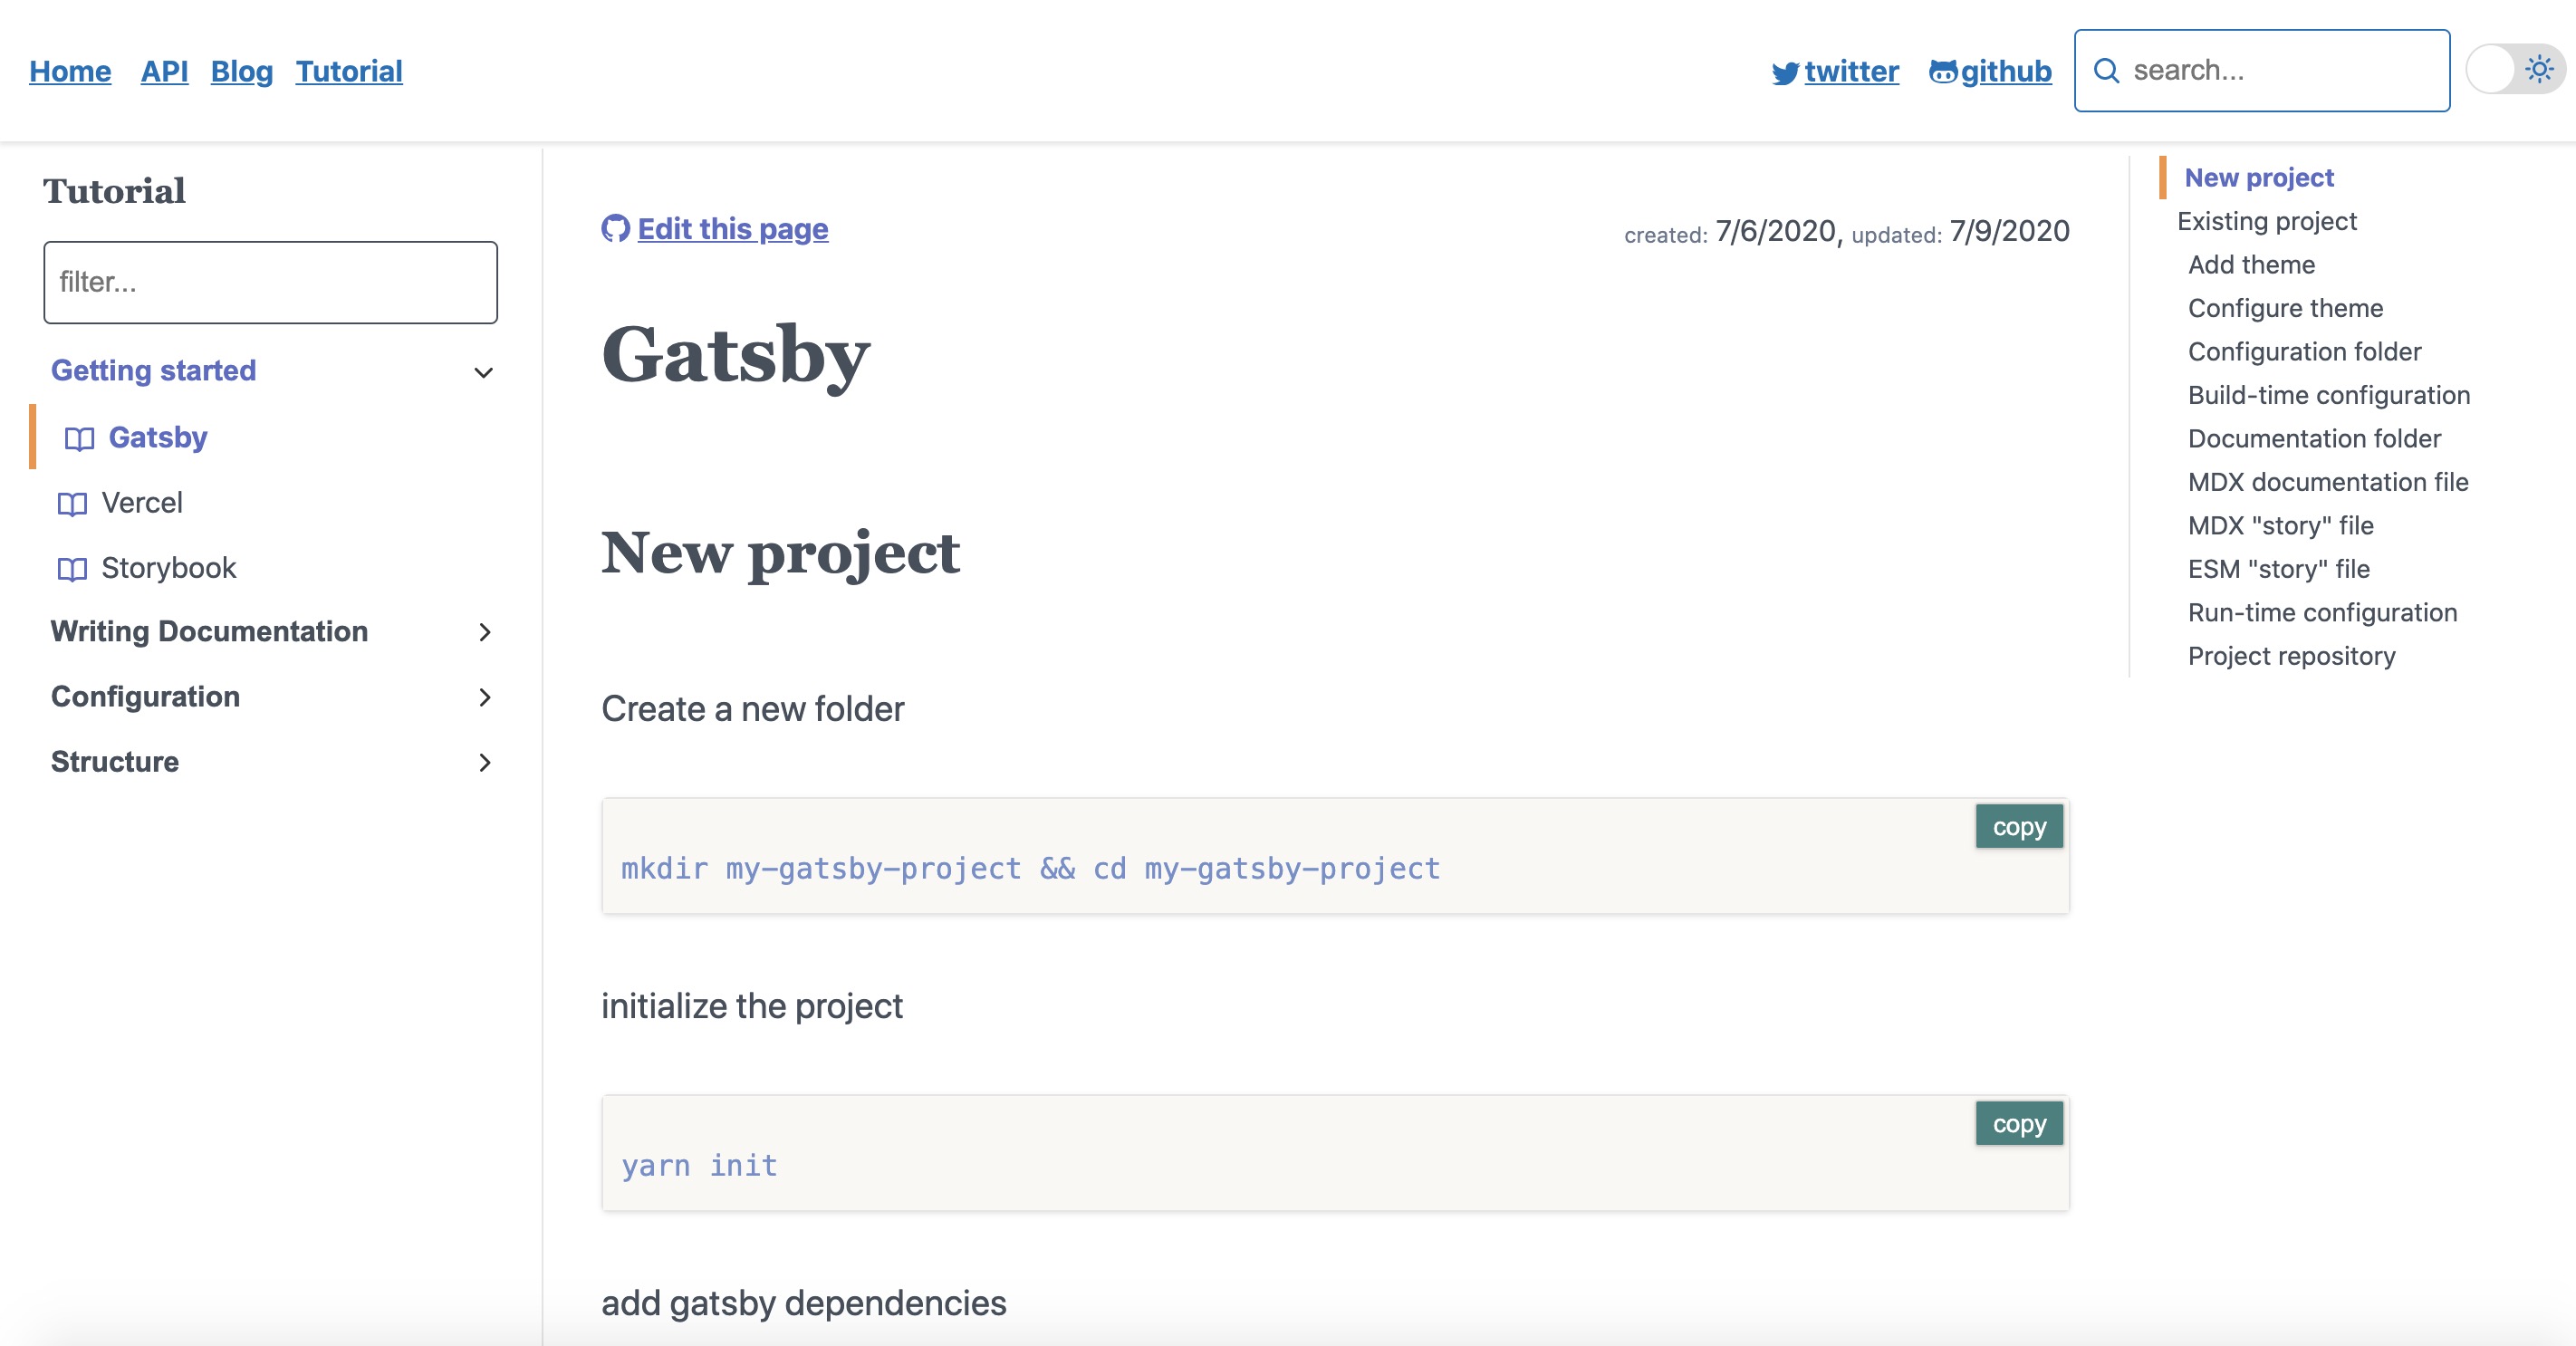 Home API Blog Tutorial twitter github search...
Tutorial
filter...
Getting started
Gatsby
Vercel
Storybook
Writing Documentation
Configuration
Structure
Edit this page created: 7/6/2020, updated: 7/9/2020
Gatsby
New project
Create a new folder
copy
mkdir my-gatsby-project && cd my-gatsby-project
initialize the project
copy
yarn init
add gatsby dependencies
New project
Existing project
Add theme
Configure theme
Configuration folder
Build-time configuration
Documentation folder
MDX documentation file
MDX "story" file
ESM "story" file
Run-time configuration
Project repository